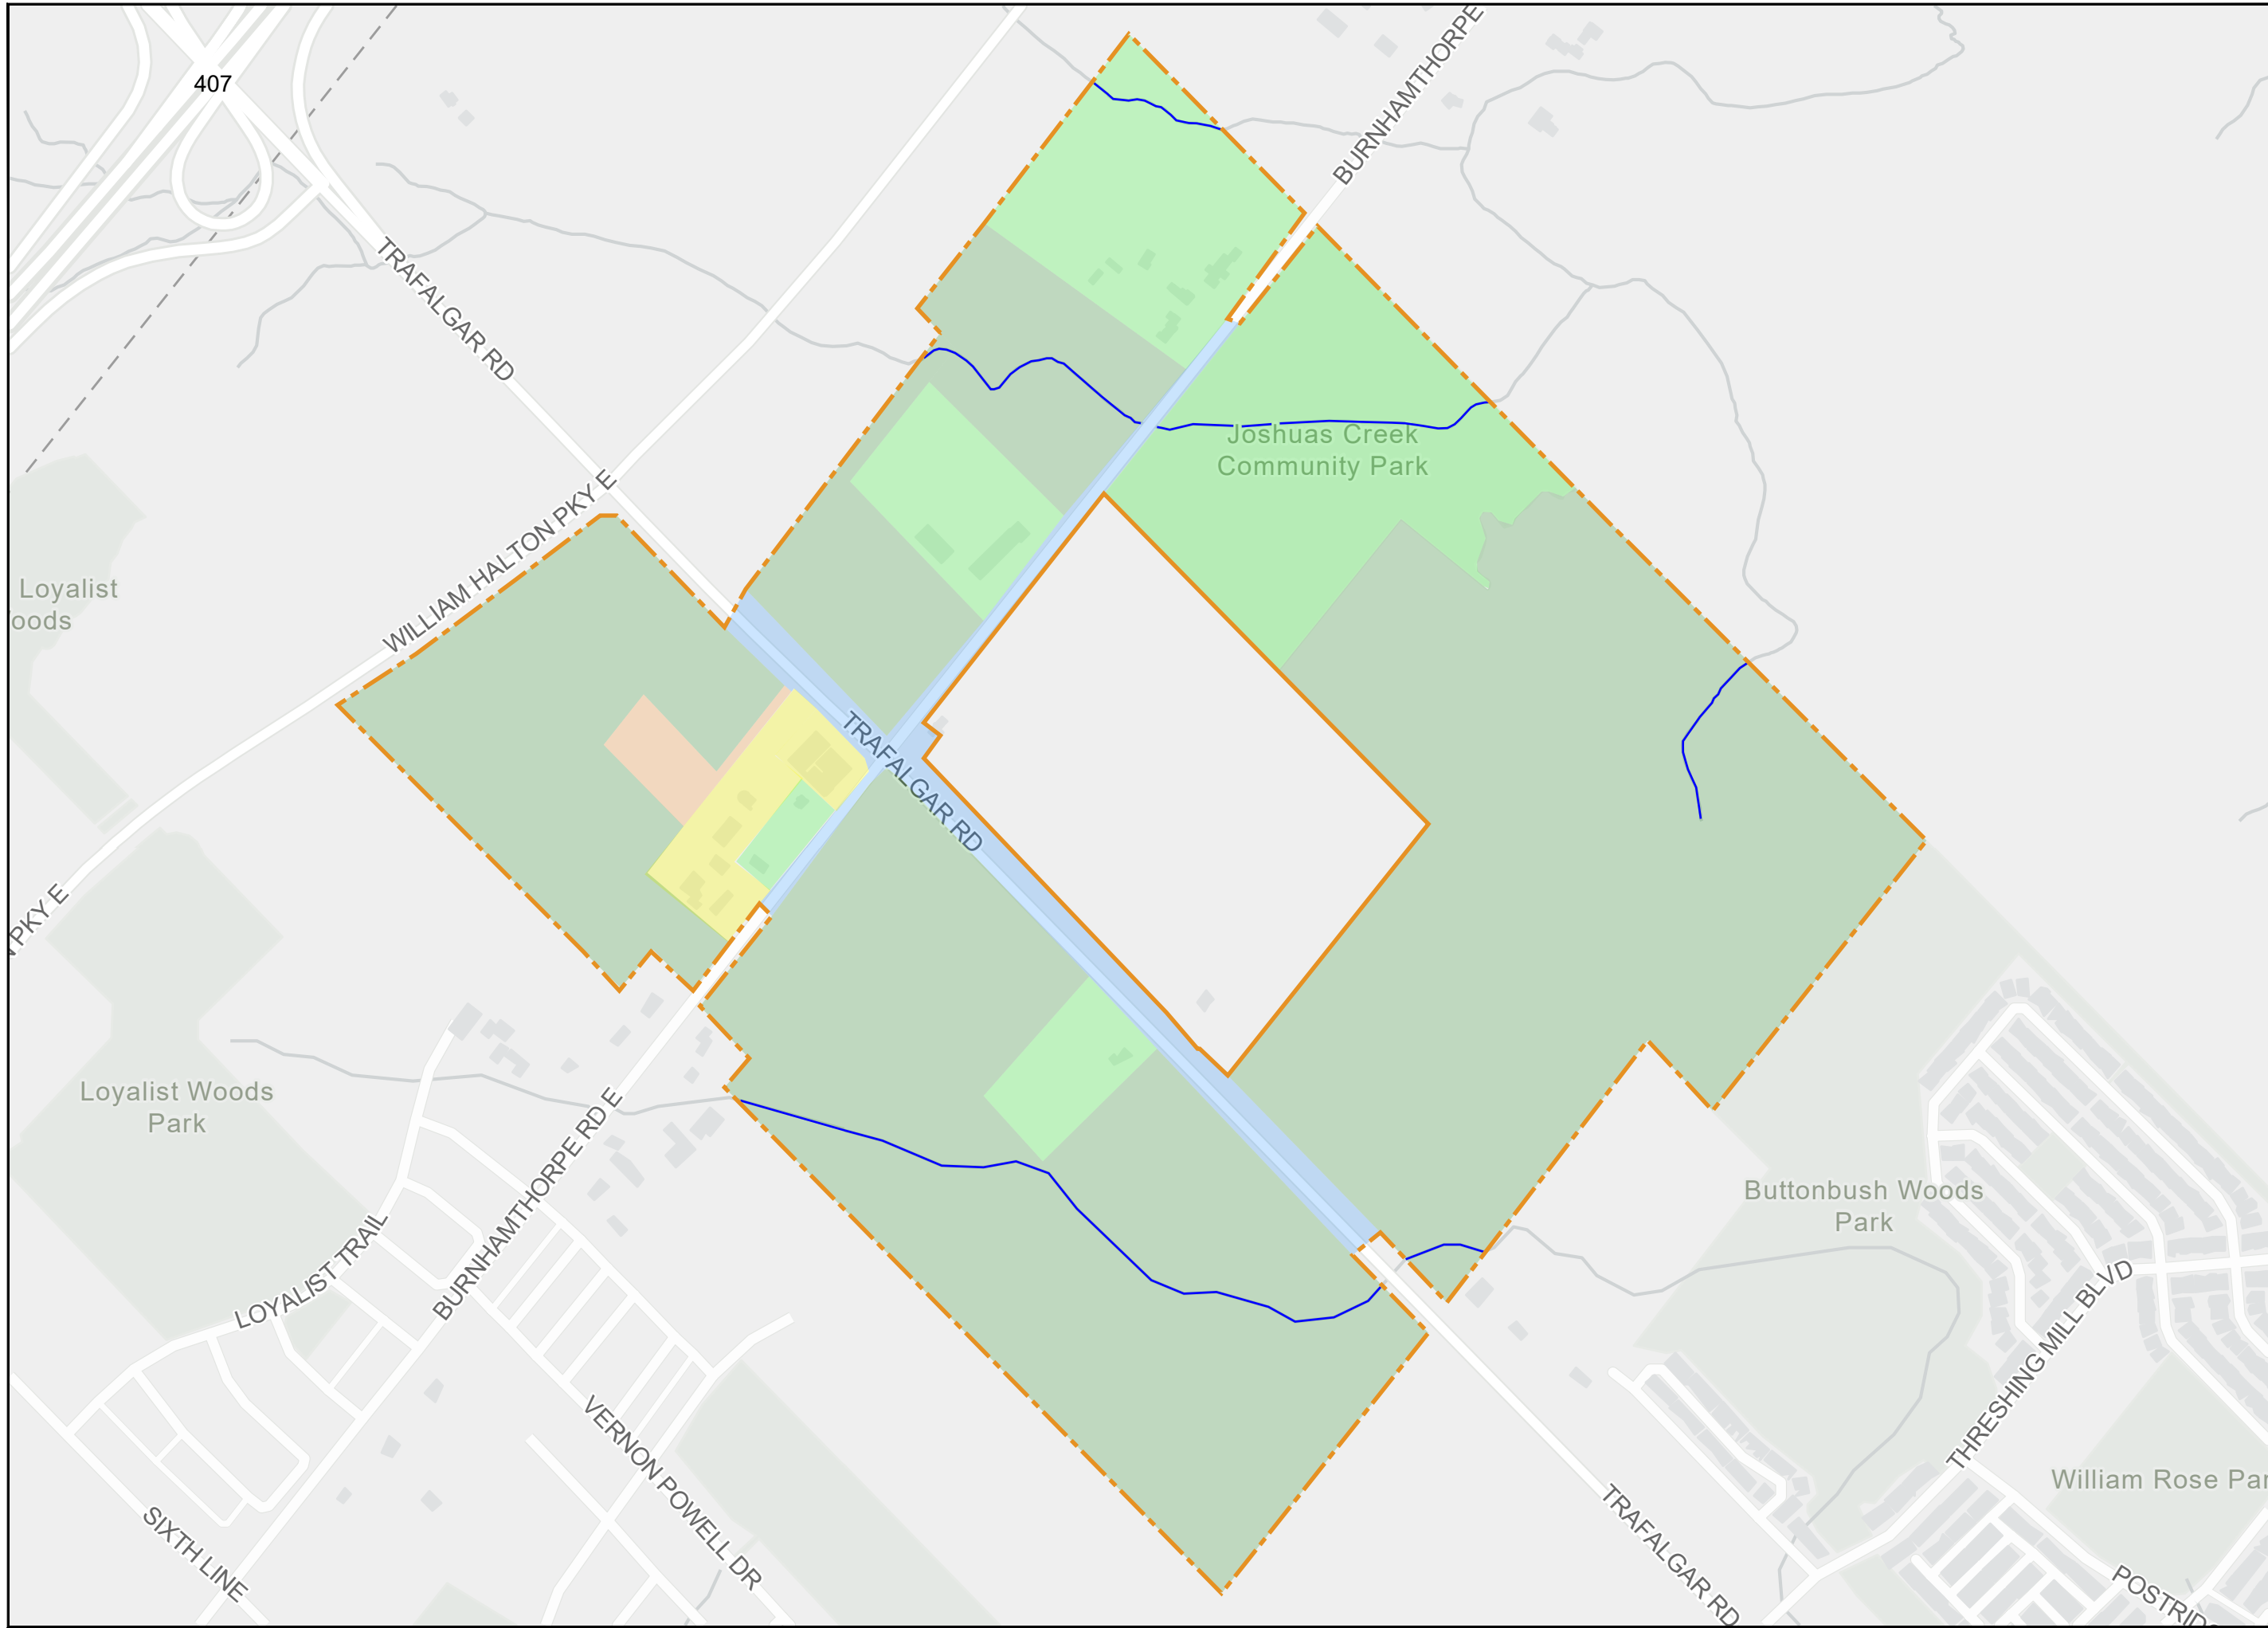 407
BURNHAMTHORPE
TRAFALGAR RD
Joshuas Creek
Community Park
WILLIAM HALTON PKY E
Loyalist
oods
TRAFALGAR RD
PKY E
Loyalist Woods
Park
BURNHAMTHORPE RD E
Buttonbush Woods
Park
LOYALIST TRAIL
THRESHING MILL BLVD
VERNON POWELL DR
William Rose Par
SIXTH LINE
TRAFALGAR RD
POSTRID